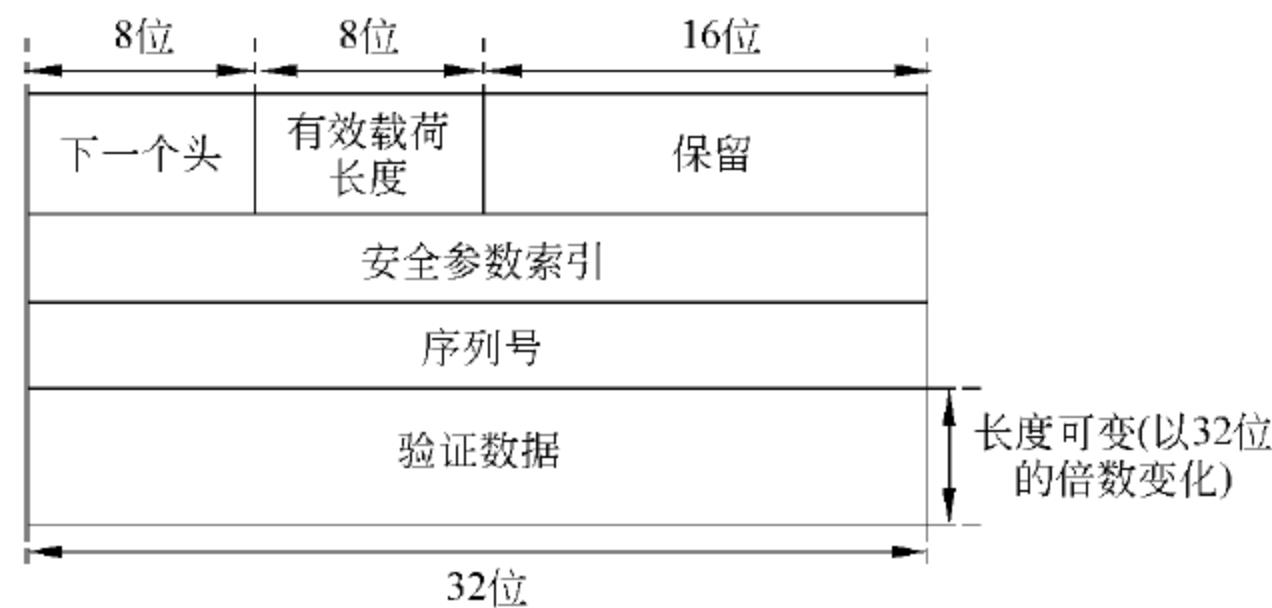 8位
8位
16位
下一个头
有效载荷
长度
保留
安全参数索引
序列号
验证数据
长度可变(以32位
的倍数变化)
32位